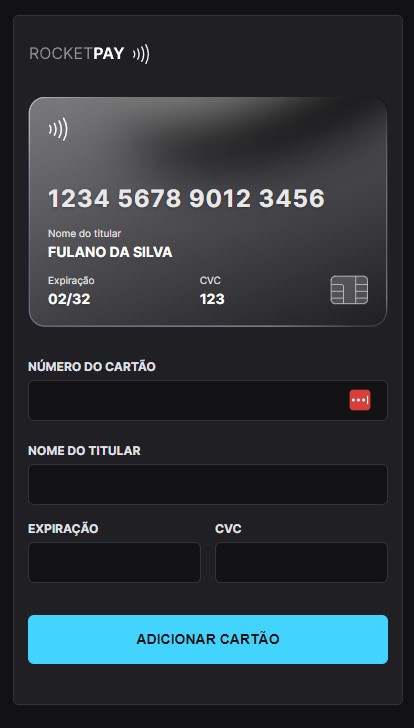 ROCKETPAY
1234 5678 9012 3456
Nome do titular
FULANO DA SILVA
Expiração CVC
02/32 123
NÚMERO DO CARTÃO
NOME DO TITULAR
EXPIRAÇÃO CVC
ADICIONAR CARTÃO